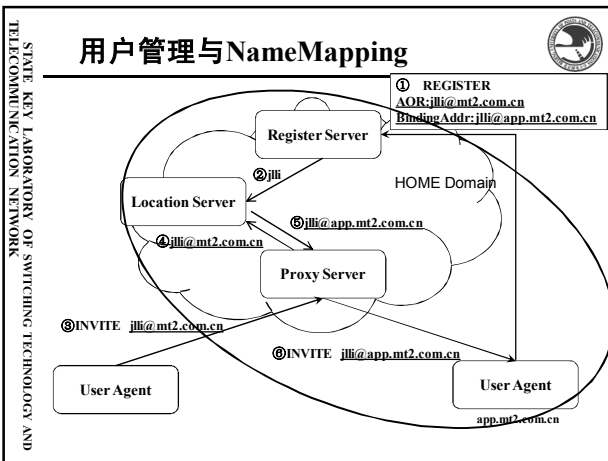 用户管理与NameMapping
① REGISTER
AOR:jlli@mt2.com.cn
BindingAddr:jlli@app.mt2.com.cn
Register Server
②jlli
HOME Domain
Location Server
⑤jlli@app.mt2.com.cn
④jlli@mt2.com.cn
Proxy Server
③INVITE jlli@mt2.com.cn
⑥INVITE jlli@app.mt2.com.cn
User Agent
User Agent
app.mt2.com.cn
STATE KEY LABORATORY OF SWITCHING TECHNOLOGY AND
TELECOMMUNICATION NETWORK